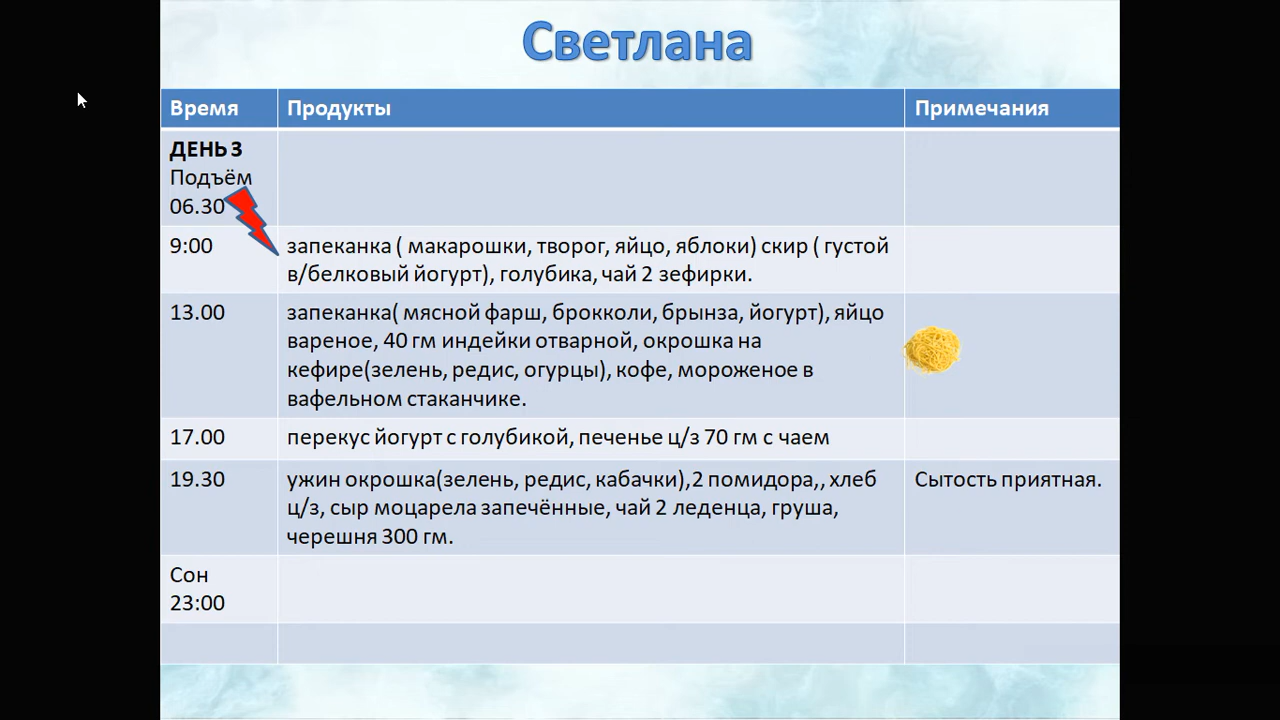 Светлана
Время Продукты Примечания
ДЕНЬ 3
Подъём
06.30
9:00 запеканка ( макарошки, творог, яйцо, яблоки) скир ( густой
в/белковый йогурт), голубика, чай 2 зефирки.
13.00 запеканка( мясной фарш, брокколи, брынза, йогурт), яйцо
вареное, 40 гм индейки отварной, окрошка на
кефире(зелень, редис, огурцы), кофе, мороженое в
вафельном стаканчике.
17.00 перекус йогурт с голубикой, печенье ц/з 70 гм с чаем
19.30 ужин окрошка(зелень, редис, кабачки),2 помидора,, хлеб Сытость приятная.
ц/з, сыр моцарела запечённые, чай 2 леденца, груша,
черешня 300 гм.
Сон
23:00